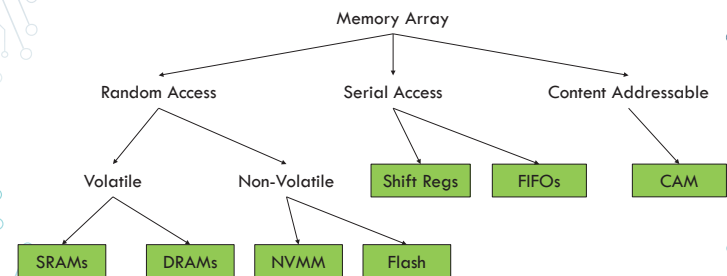 Memory Array
Random Access
Serial Access
Content Addressable
Volatile
Non-Volatile
Shift Regs
FIFOs
CAM
SRAMs
DRAMs
NVMM
Flash